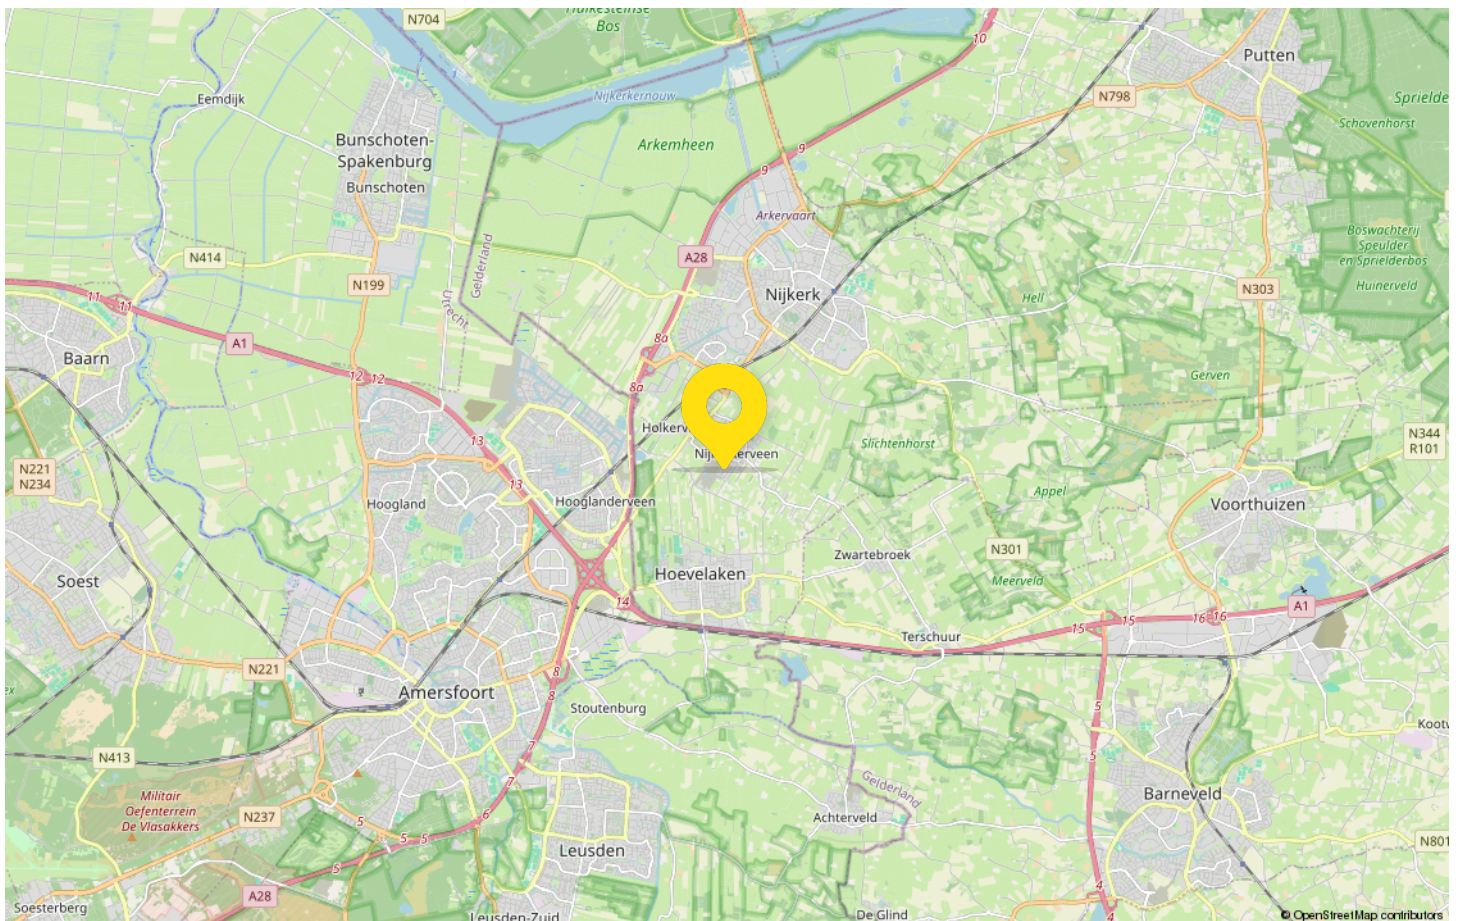 N704
Hulkesteinse
Bos
10
Putten
Eemdijk
Nijkerkernouw
N798
Sprielde
Schovenhorst
Bunschoten-
Spakenburg
Bunschoten
Arkemheen
9
9
Arkervaart
Gelderland
Utrecht
N414
A28
N199
Nijkerk
Hell
N303
Boswachterij
Speulder
en Sprielderbos
Huinerveld
11
11
A1
Baarn
12
12
8a
8a
Gerven
13
13
Slichtenhorst
N344
R101
N221
N234
Hoogland
Hooglanderveen
Appel
Voorthuizen
Soest
Hoevelaken
Zwartebroek
N301
Meerveld
14
Terschuur
15
15
16
16
A1
N221
8
8
Amersfoort
Stoutenburg
5
5
Kootw
N413
7
7
6
Militair
Oefenterrein
De Vlasakkers
N237
5
5
5
5
Gelderland
Achterveld
Barneveld
N801
Leusden
A28
Soesterberg
Leusden-Zuid
De Glind
4
4
© OpenStreetMap contributors